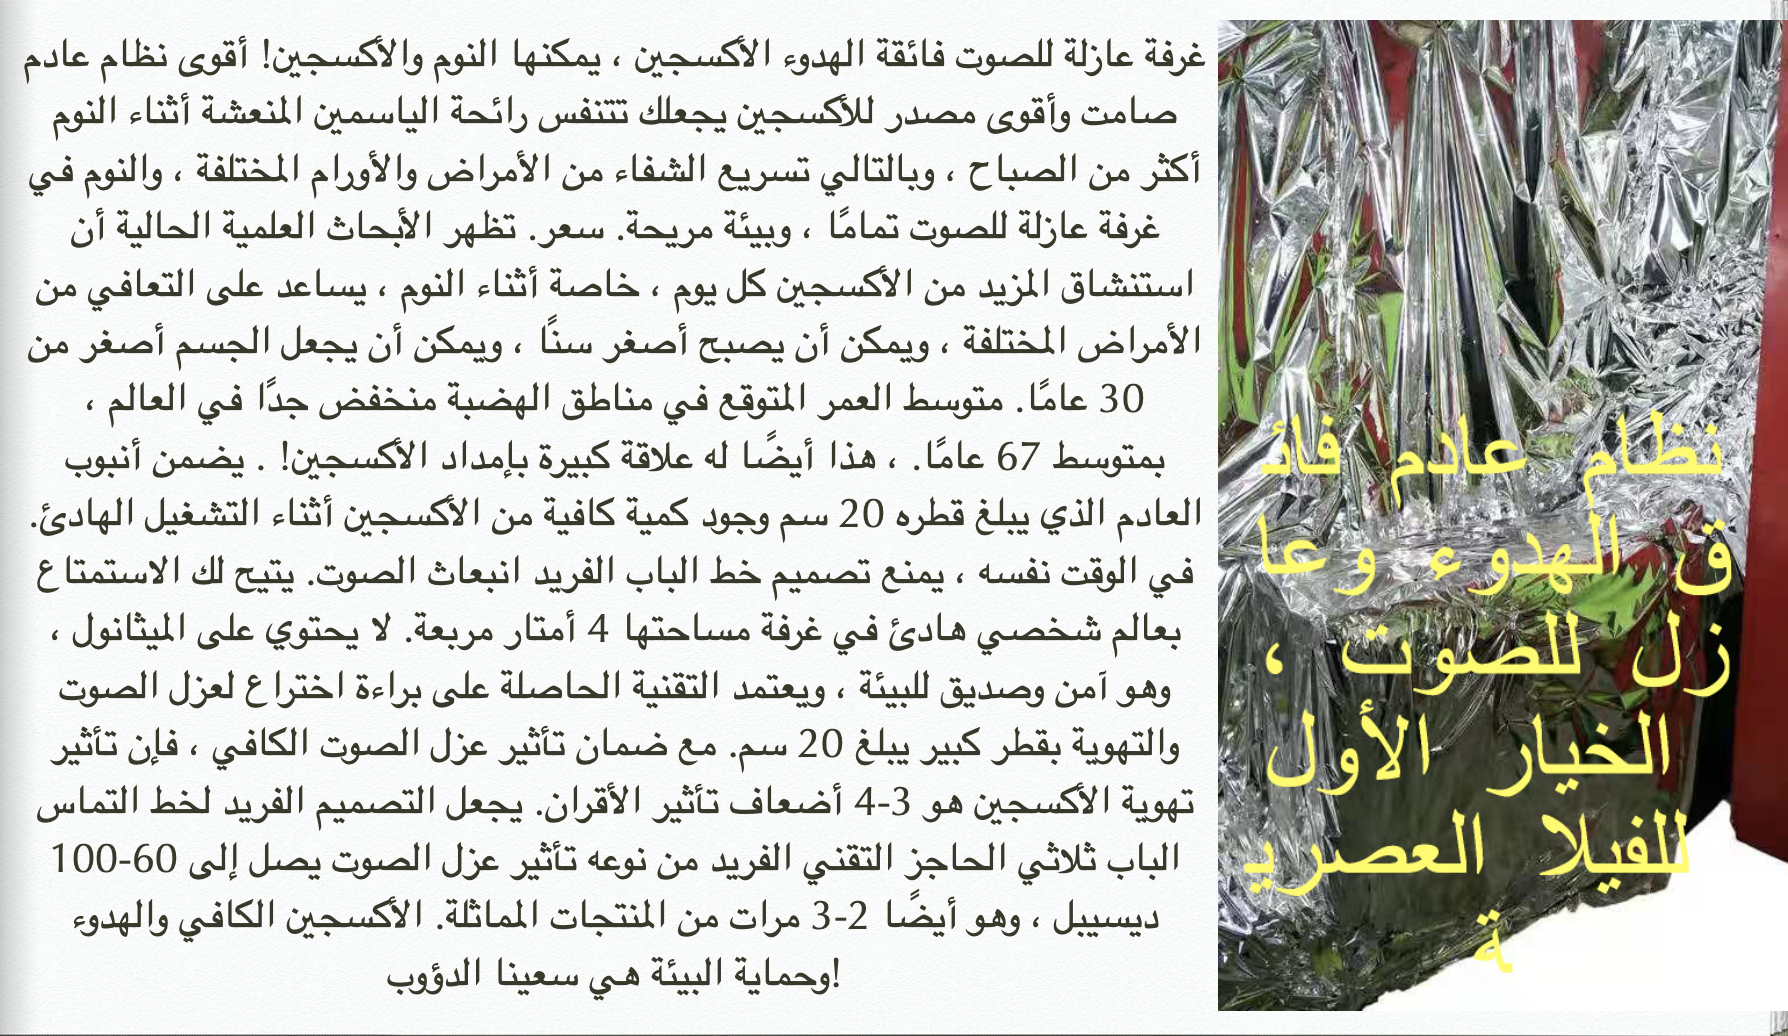 غرفة عازلة للصوت فائقة الهدوء الأكسجين ، يمكنها النوم والأكسجين! أقوى نظام عادم
صامت وأقوى مصدر للأكسجين يجعلك تتنفس رائحة الياسمين المنعشة أثناء النوم
أكثر من الصباح ، وبالتالي تسريع الشفاء من الأمراض والأورام المختلفة ، والنوم في
غرفة عازلة للصوت تمامًا ، وبيئة مريحة. سعر. تظهر الأبحاث العلمية الحالية أن
استنشاق المزيد من الأكسجين كل يوم ، خاصة أثناء النوم ، يساعد على التعافي من
الأمراض المختلفة ، ويمكن أن يصبح أصغر سنًا ، ويمكن أن يجعل الجسم أصغر من
30 عامًا. متوسط العمر المتوقع في مناطق الهضبة منخفض جدًا في العالم ،
بمتوسط 67 عامًا. ، هذا أيضًا له علاقة كبيرة بإمداد الأكسجين! . يضمن أنبوب
العادم الذي يبلغ قطره 20 سم وجود كمية كافية من الأكسجين أثناء التشغيل الهادئ.
في الوقت نفسه ، يمنع تصميم خط الباب الفريد انبعاث الصوت. يتيح لك الاستمتاع
بعالم شخصي هادئ في غرفة مساحتها 4 أمتار مربعة. لا يحتوي على الميثانول ،
وهو آمن وصديق للبيئة ، ويعتمد التقنية الحاصلة على براءة اختراع لعزل الصوت
والتهوية بقطر كبير يبلغ 20 سم. مع ضمان تأثير عزل الصوت الكافي ، فإن تأثير
تهوية الأكسجين هو 3-4 أضعاف تأثير الأقران. يجعل التصميم الفريد لخط التماس
الباب ثلاثي الحاجز التقني الفريد من نوعه تأثير عزل الصوت يصل إلى 60-100
ديسيبل ، وهو أيضًا 2-3 مرات من المنتجات المماثلة. الأكسجين الكافي والهدوء
!وحماية البيئة هي سعينا الدؤوب
نظام عادم فائ
ق الهدوء وعا
زل للصوت ،
الخيار الأول
للفيلا العصري
ة